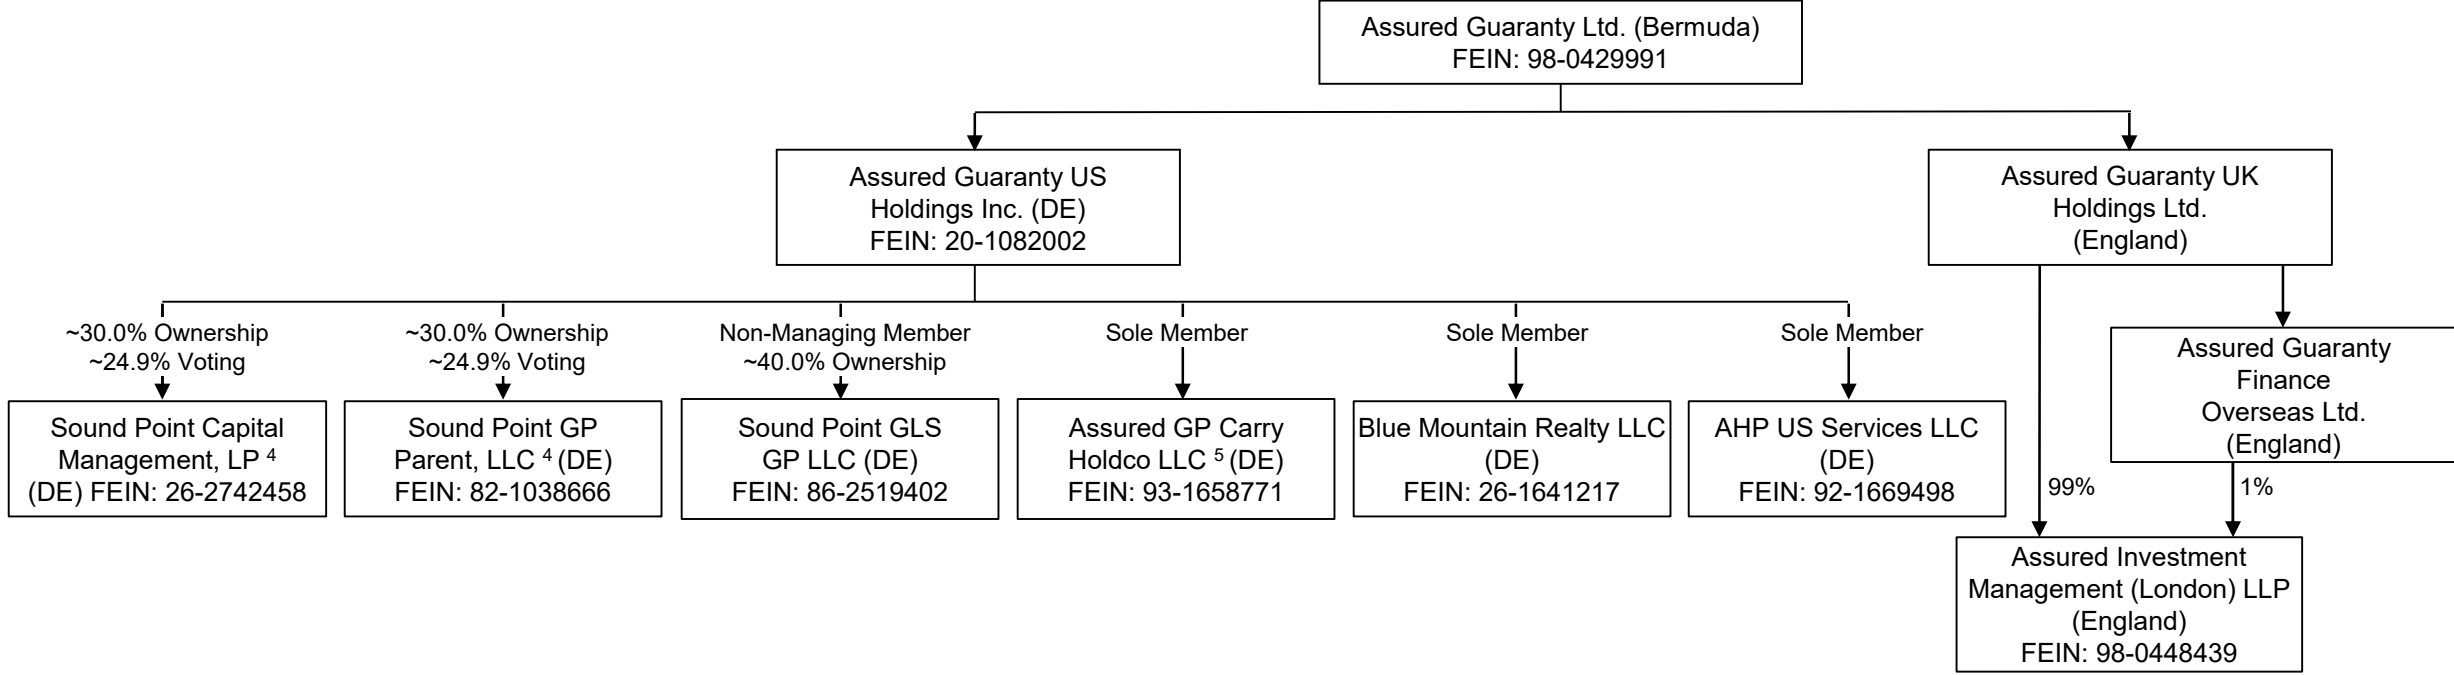 Assured Guaranty Ltd. (Bermuda)
FEIN: 98-0429991
Assured Guaranty US
Holdings Inc. (DE)
FEIN: 20-1082002
Assured Guaranty UK
Holdings Ltd.
(England)
~30.0% Ownership
~24.9% Voting
~30.0% Ownership
~24.9% Voting
Non-Managing Member
~40.0% Ownership
Sole Member
Sole Member
Sole Member
Assured Guaranty
Finance
Overseas Ltd.
(England)
Sound Point Capital
Management, LP 4
(DE) FEIN: 26-2742458
Sound Point GP
Parent, LLC 4 (DE)
FEIN: 82-1038666
Sound Point GLS
GP LLC (DE)
FEIN: 86-2519402
Assured GP Carry
Holdco LLC 5 (DE)
FEIN: 93-1658771
Blue Mountain Realty LLC
(DE)
FEIN: 26-1641217
AHP US Services LLC
(DE)
FEIN: 92-1669498
99%
1%
Assured Investment
Management (London) LLP
(England)
FEIN: 98-0448439